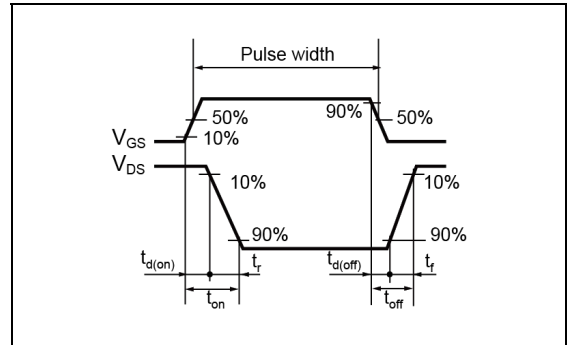 Pulse width
90%
50%
50%
10%
VGS
VDS
10%
10%
90%
90%
td(on)
tr
td(off)
tf
ton
toff